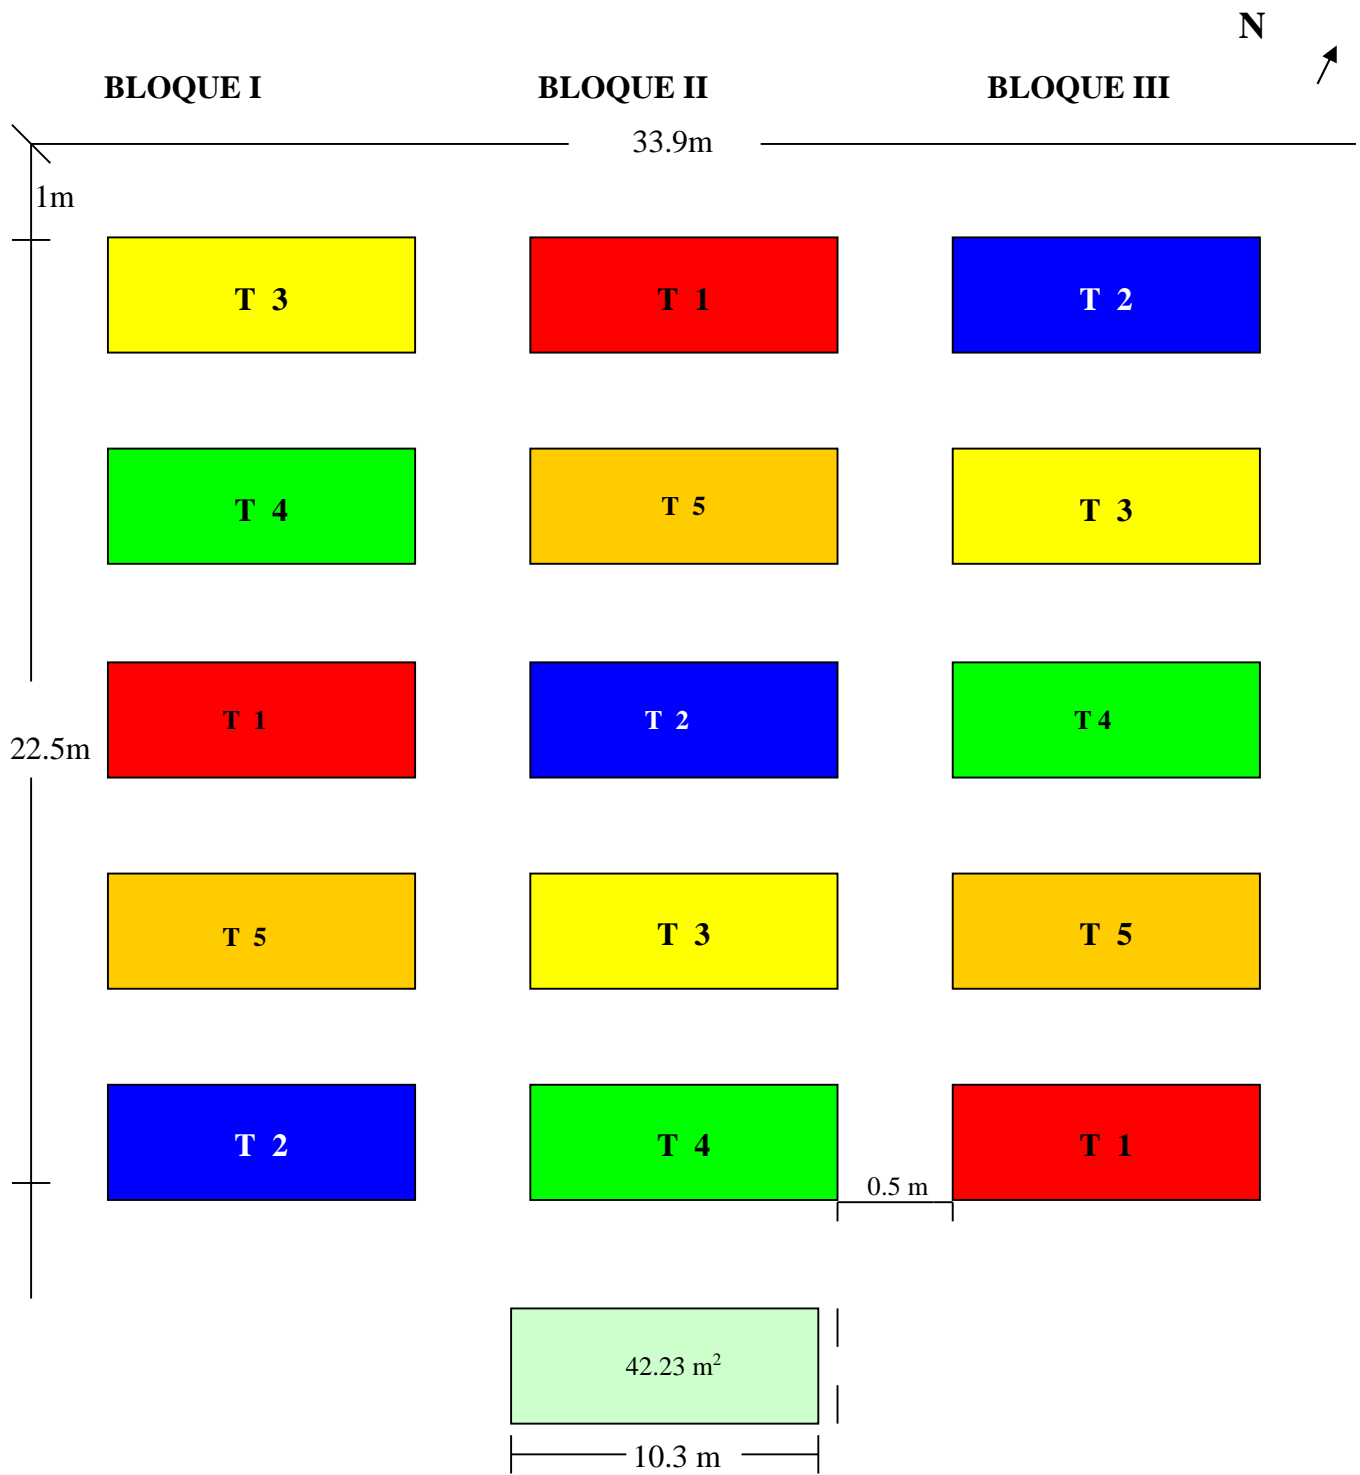 N
BLOQUE I BLOQUE II BLOQUE III
33.9m
1m
T 3 T 1 T 2
T 4 T 5 T 3
T 1 T 2 T 4
22.5m
T 5 T 3 T 5
T 2 T 4 T 1
0.5 m
42.23 m²
10.3 m